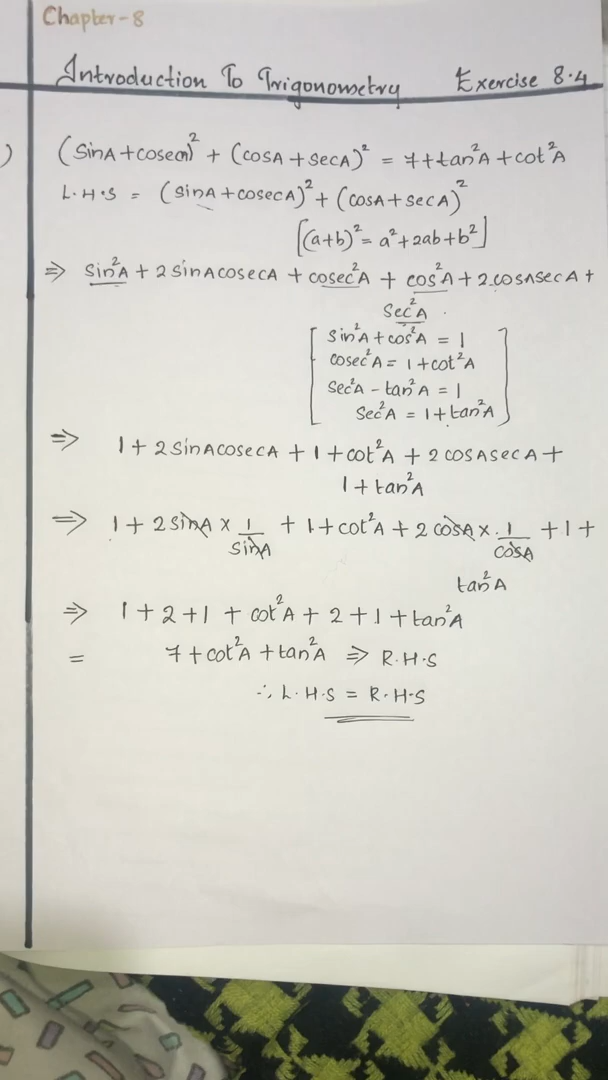 Chapter-8
Introduction To Trigonometry Exercise 8.4
) (SinA+cosecA)² + (cosA+secA)² = 7+tan²A+cot²A
L.H.S = (sinA+cosecA)²+(cosA+secA)²
[(a+b)²= a²+2ab+b²]
⇒ sin²A + 2sinAcosecA + cosec²A + cos²A+2.cosAsecA+
Sec²A.
[sin²A+cos²A = 1
cosec²A= 1+cot²A
Sec²A - tan²A = 1
Sec²A = 1+tan²A]
⇒ 1+2sinAcosecA + 1+cot²A + 2cosAsecA+
1+tan²A
⇒ 1+2sinA × 1/sinA + 1+cot²A+2cosA×.1/cosA +1+
tan²A
⇒ 1+2+1 + cot²A+2+1+tan²A
= 7+cot²A+tan²A ⇒ R.H.S
∴ L.H.S = R.H.S